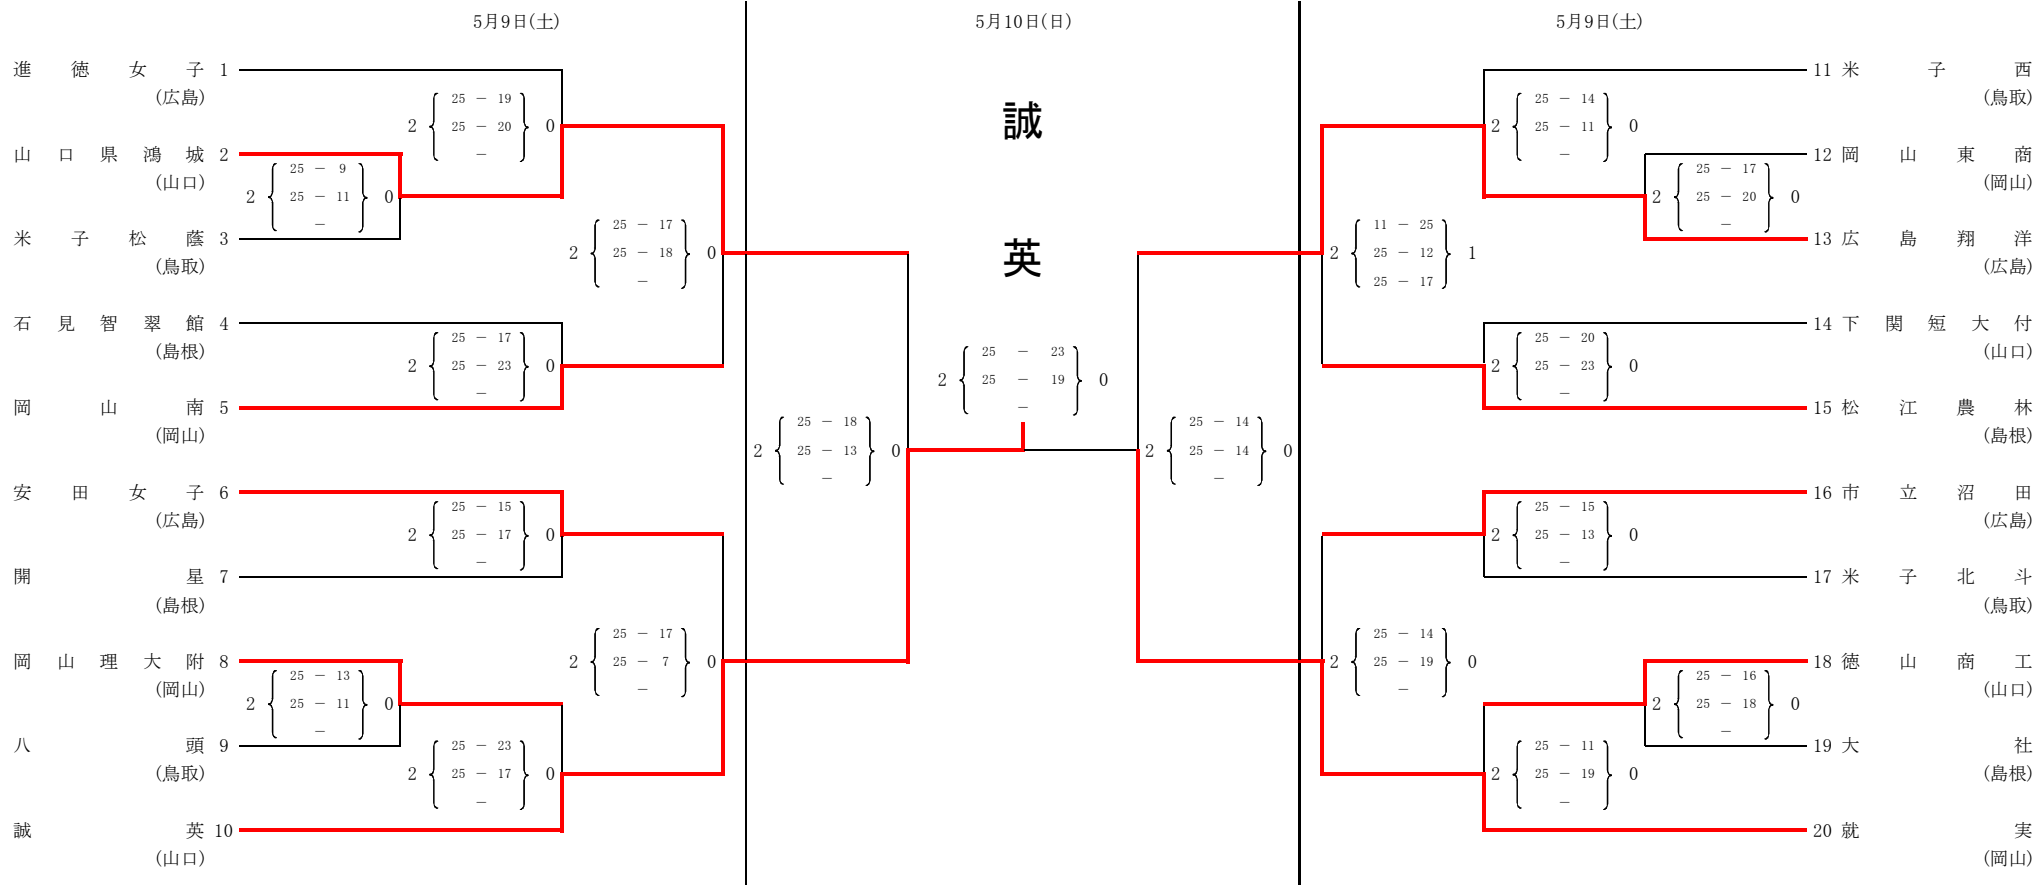 5月9日(土)
5月10日(日)
5月9日(土)
進徳女子 1
(広島)
2 25 － 19 0
25 － 20
－
山口県鴻城 2
(山口)
2 25 － 9 0
25 － 11
－
米子松蔭 3
(鳥取)
2 25 － 17 0
25 － 18
－
石見智翠館 4
(島根)
2 25 － 17 0
25 － 23
－
岡山南 5
(岡山)
安田女子 6
(広島)
2 25 － 15 0
25 － 17
－
開星 7
(島根)
2 25 － 17 0
25 － 7
－
岡山理大附 8
(岡山)
2 25 － 13 0
25 － 11
－
八頭 9
(鳥取)
2 25 － 23 0
25 － 17
－
誠英 10
(山口)
誠
英
2 25 － 23 0
25 － 19
－
2 25 － 18 0
25 － 13
－
2 25 － 14 0
25 － 14
－
11 米子西
(鳥取)
2 25 － 14 0
25 － 11
－
12 岡山東商
(岡山)
2 25 － 17 0
25 － 20
－
13 広島翔洋
(広島)
2 11 － 25 1
25 － 12
25 － 17
14 下関短大付
(山口)
2 25 － 20 0
25 － 23
－
15 松江農林
(島根)
16 市立沼田
(広島)
2 25 － 15 0
25 － 13
－
17 米子北斗
(鳥取)
2 25 － 14 0
25 － 19
－
18 徳山商工
(山口)
2 25 － 16 0
25 － 18
－
19 大社
(島根)
2 25 － 11 0
25 － 19
－
20 就実
(岡山)